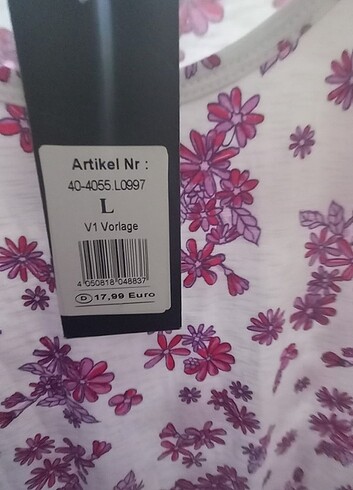 Artikel Nr :
40-4055.L0997
L
V1 Vorlage
4 050818 048837
D 17,99 Euro